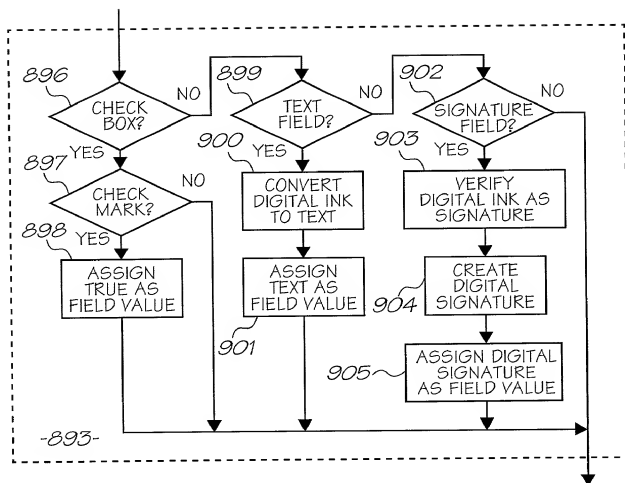 896
CHECK
BOX?
NO
YES
897
CHECK
MARK?
NO
YES
898
ASSIGN
TRUE AS
FIELD VALUE
899
TEXT
FIELD?
NO
YES
900
CONVERT
DIGITAL INK
TO TEXT
ASSIGN
TEXT AS
FIELD VALUE
901
902
SIGNATURE
FIELD?
NO
YES
903
VERIFY
DIGITAL INK AS
SIGNATURE
CREATE
DIGITAL
SIGNATURE
904
ASSIGN DIGITAL
SIGNATURE
AS FIELD VALUE
905
-893-